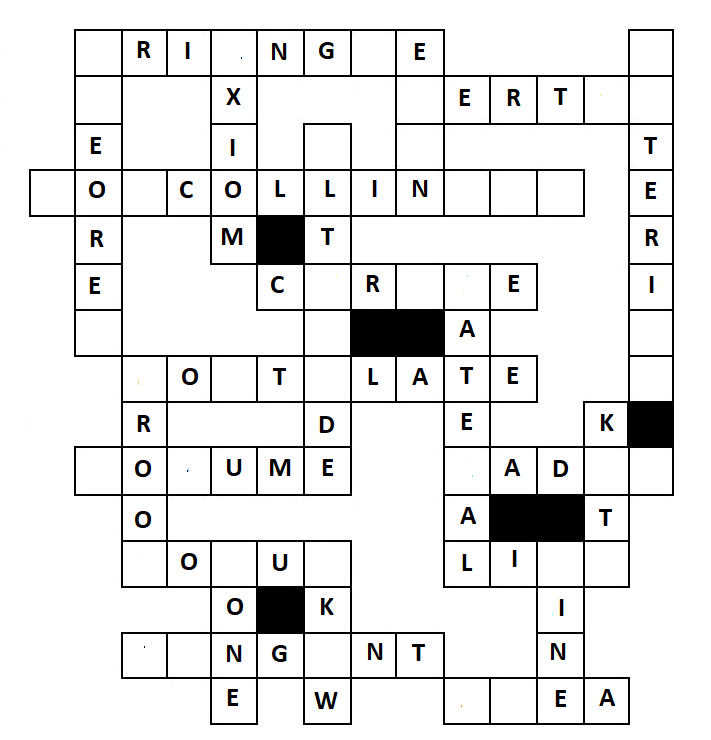 R I N G E
X E R T
E I T
O C O L L I N E
R M T R
E C R E I
A
O T L A T E
R D E K
O U M E A D
O A T
O U L I
O K I
N G N T N
E W E A